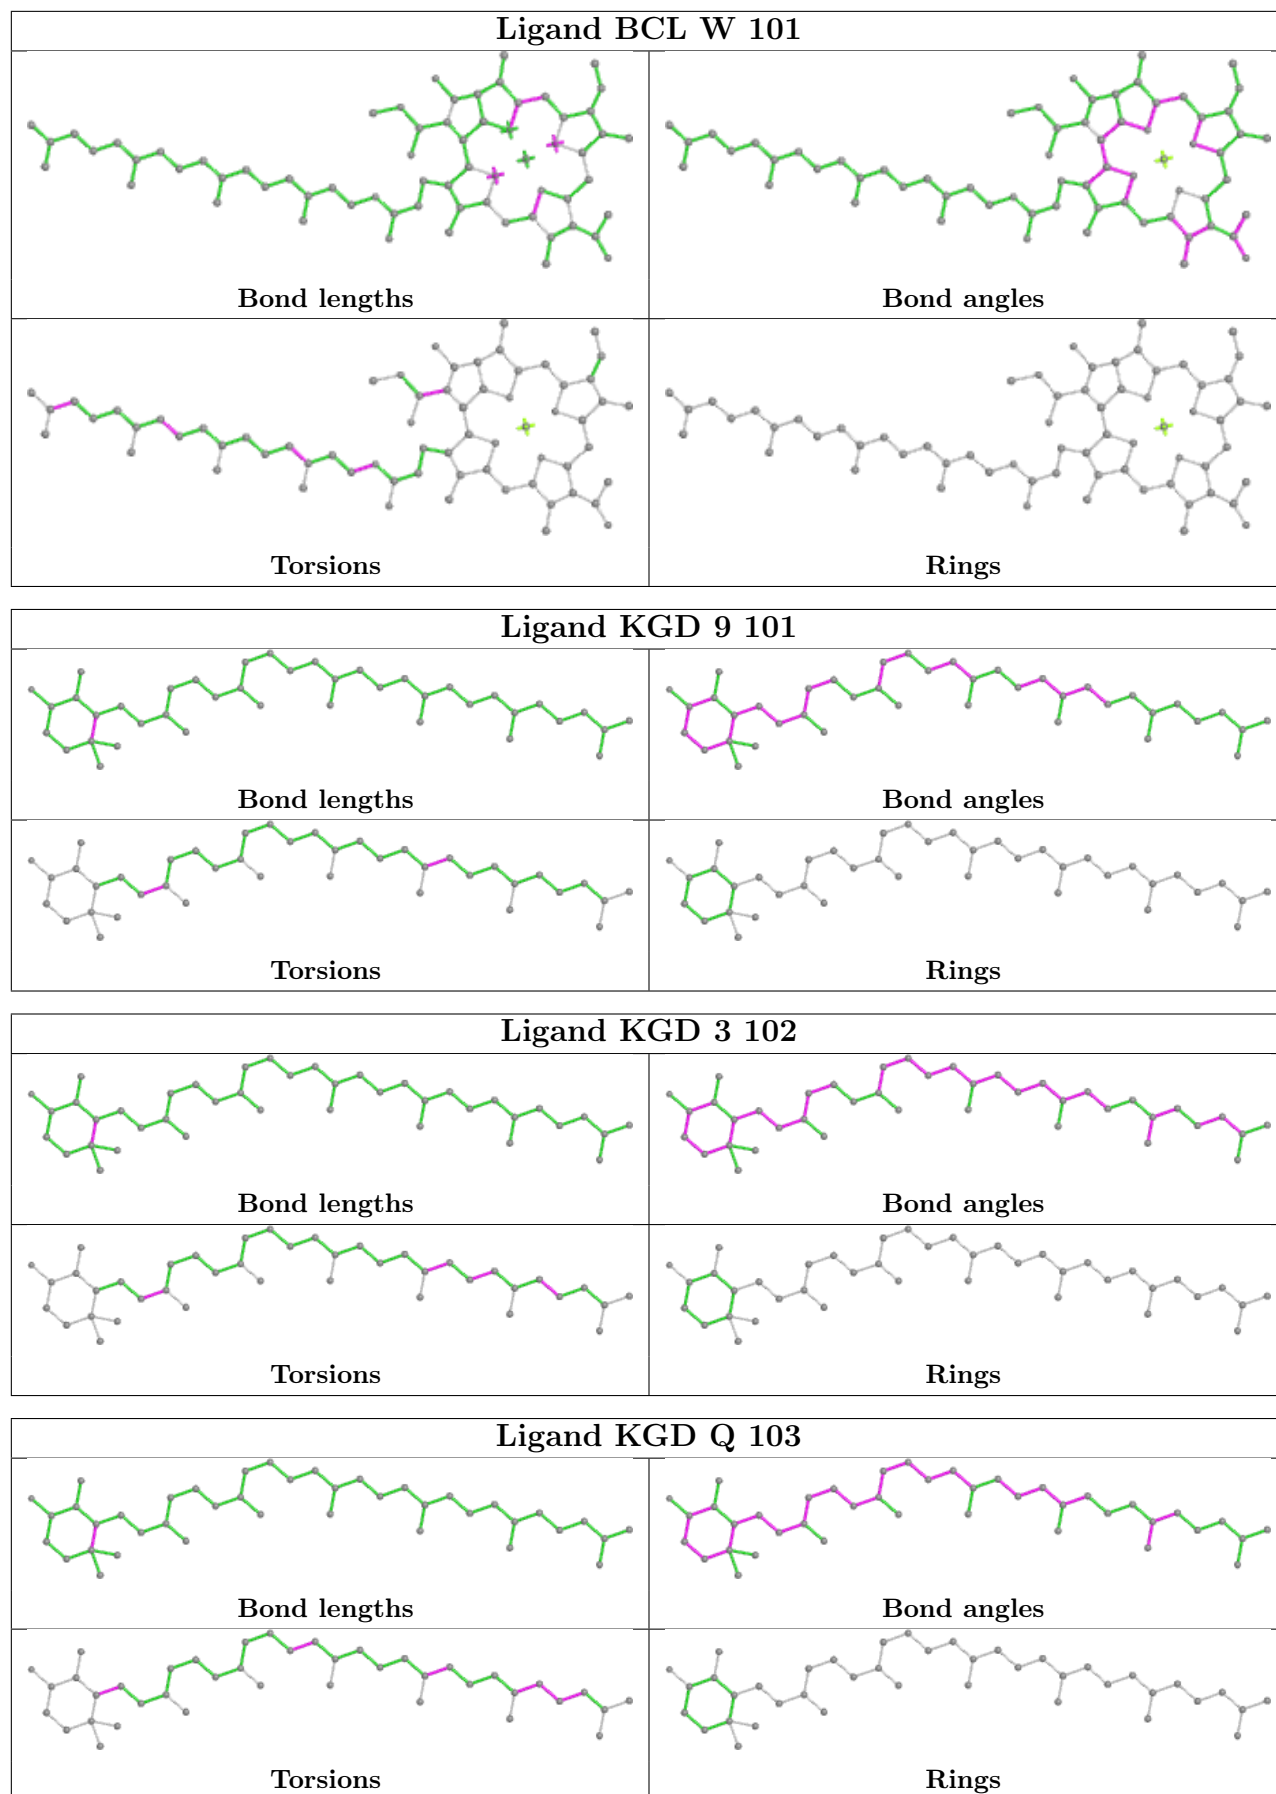 Ligand BCL W 101
Bond lengths
Bond angles
Torsions
Rings
Ligand KGD 9 101
Bond lengths
Bond angles
Torsions
Rings
Ligand KGD 3 102
Bond lengths
Bond angles
Torsions
Rings
Ligand KGD Q 103
Bond lengths
Bond angles
Torsions
Rings